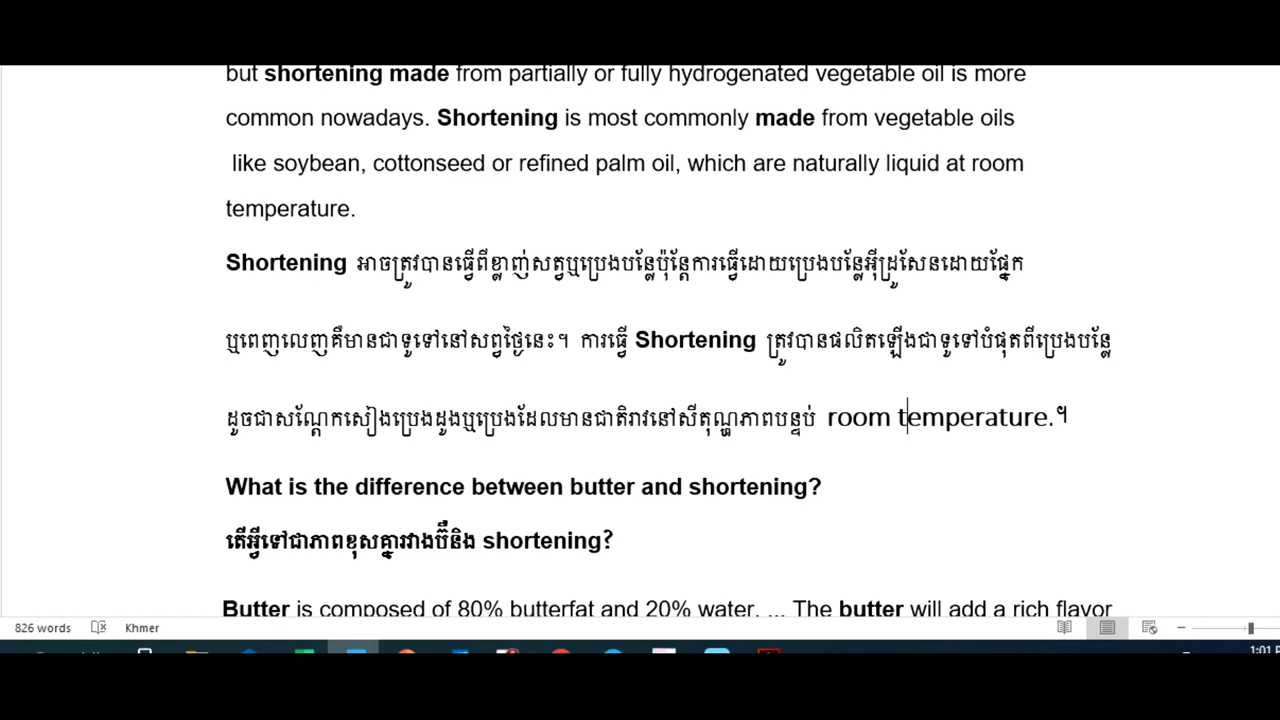 but shortening made from partially or fully hydrogenated vegetable oil is more
common nowadays. Shortening is most commonly made from vegetable oils
like soybean, cottonseed or refined palm oil, which are naturally liquid at room
temperature.
Shortening អាចត្រូវបានធ្វើពីខ្លាញ់សត្វឬប្រេងបន្លែប៉ុន្តែការធ្វើដោយប្រេងបន្លែអ៊ីដ្រូសែនដោយផ្នែក
ឬពេញលេញគឺមានជាទូទៅនៅសព្វថ្ងៃនេះ។ ការធ្វើ Shortening ត្រូវបានផលិតឡើងជាទូទៅបំផុតពីប្រេងបន្លែ
ដូចជាសណ្តែកសៀងប្រេងដូងឬប្រេងដែលមានជាតិរាវនៅសីតុណ្ហភាពបន្ទប់ room temperature.។
What is the difference between butter and shortening?
តើអ្វីទៅជាភាពខុសគ្នារវាងប៊ឺនិង shortening?
Butter is composed of 80% butterfat and 20% water. ... The butter will add a rich flavor
826 words Khmer